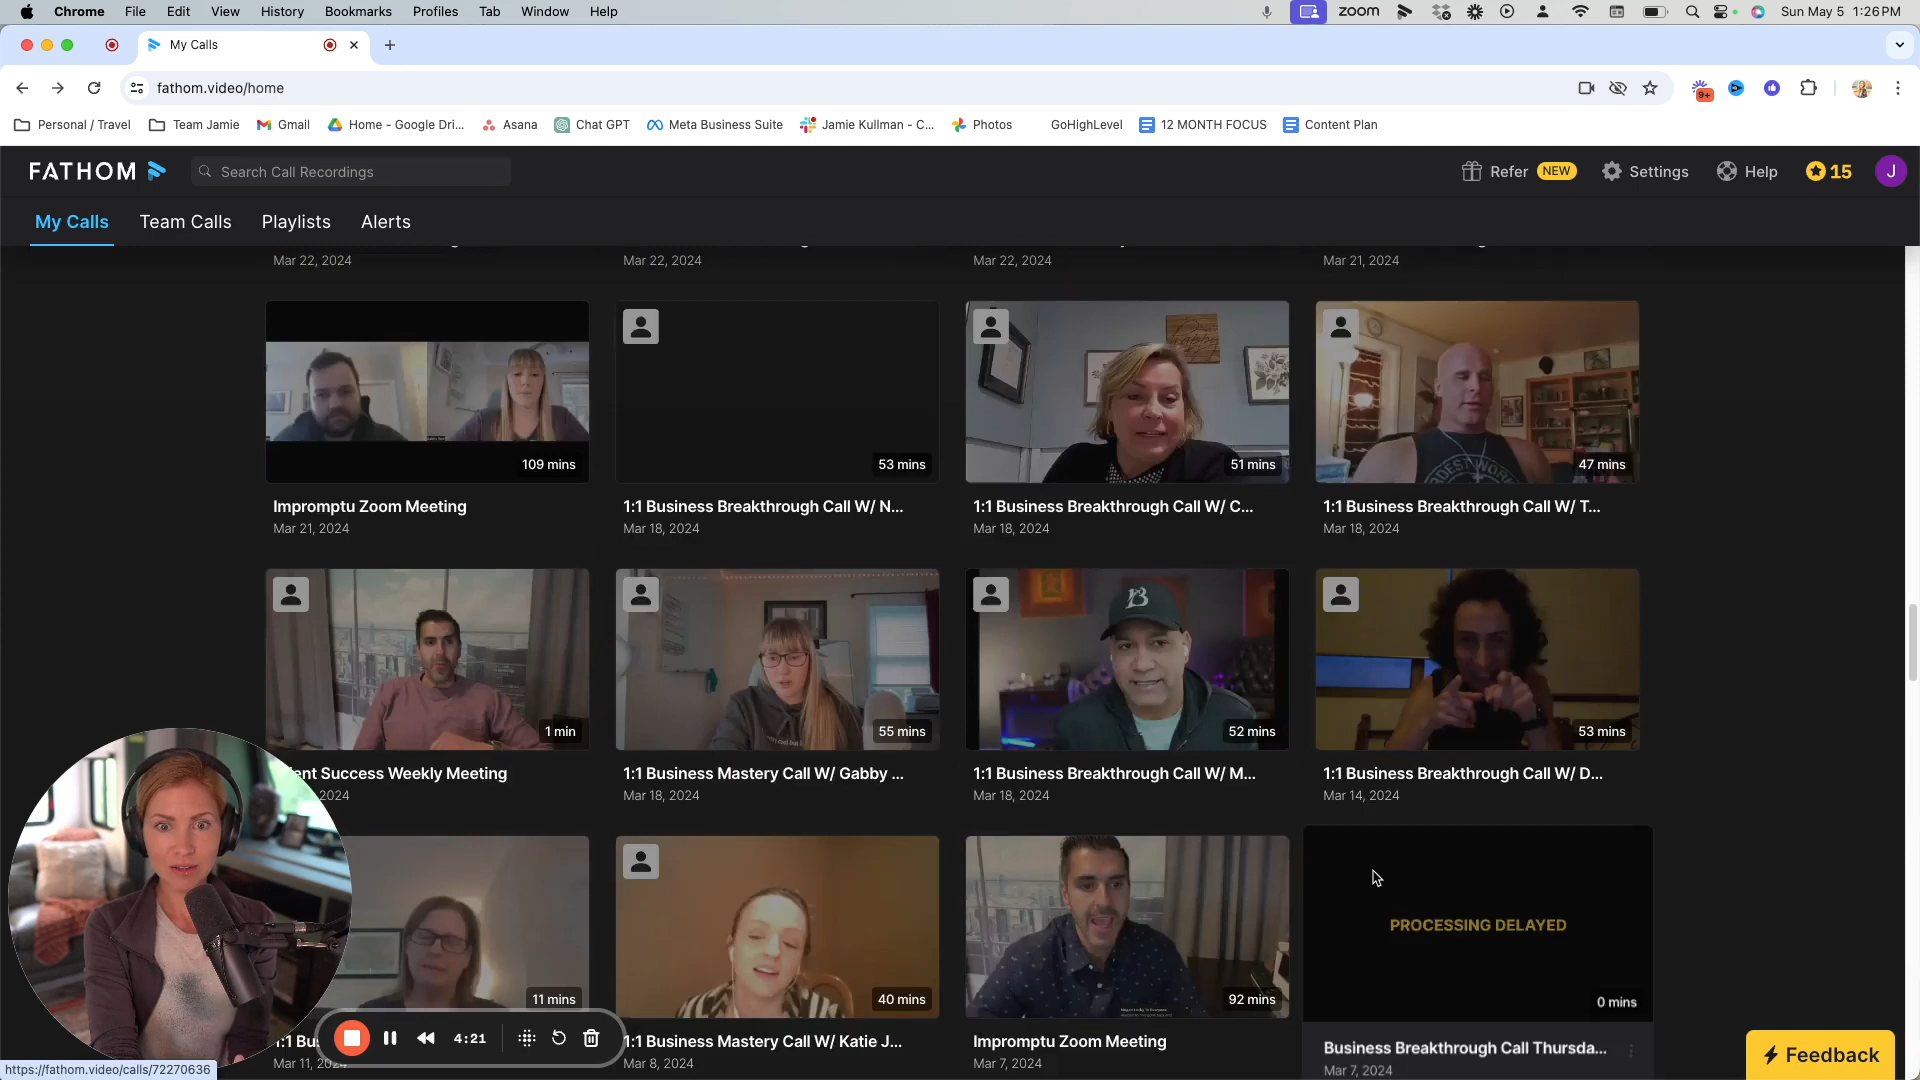 Chrome File Edit View History Bookmarks Profiles Tab Window Help
zoom
Sun May 5 1:26 PM
My Calls
fathom.video/home
9+
Personal / Travel
Team Jamie
Gmail
Home - Google Dri...
Asana
Chat GPT
Meta Business Suite
Jamie Kullman - C...
Photos
GoHighLevel
12 MONTH FOCUS
Content Plan
FATHOM
Search Call Recordings
Refer NEW
Settings
Help
15
J
My Calls Team Calls Playlists Alerts
Mar 22, 2024
Mar 22, 2024
Mar 22, 2024
Mar 21, 2024
109 mins
53 mins
51 mins
47 mins
Impromptu Zoom Meeting
1:1 Business Breakthrough Call W/ N...
1:1 Business Breakthrough Call W/ C...
1:1 Business Breakthrough Call W/ T...
Mar 21, 2024
Mar 18, 2024
Mar 18, 2024
Mar 18, 2024
1 min
55 mins
52 mins
53 mins
ent Success Weekly Meeting
1:1 Business Mastery Call W/ Gabby ...
1:1 Business Breakthrough Call W/ M...
1:1 Business Breakthrough Call W/ D...
2024
Mar 18, 2024
Mar 18, 2024
Mar 14, 2024
PROCESSING DELAYED
11 mins
40 mins
92 mins
0 mins
1:1 Bus
1:1 Business Mastery Call W/ Katie J...
Impromptu Zoom Meeting
Business Breakthrough Call Thursda...
Mar 11, 20
Mar 8, 2024
Mar 7, 2024
Mar 7, 2024
4:21
Feedback
https://fathom.video/calls/72270636